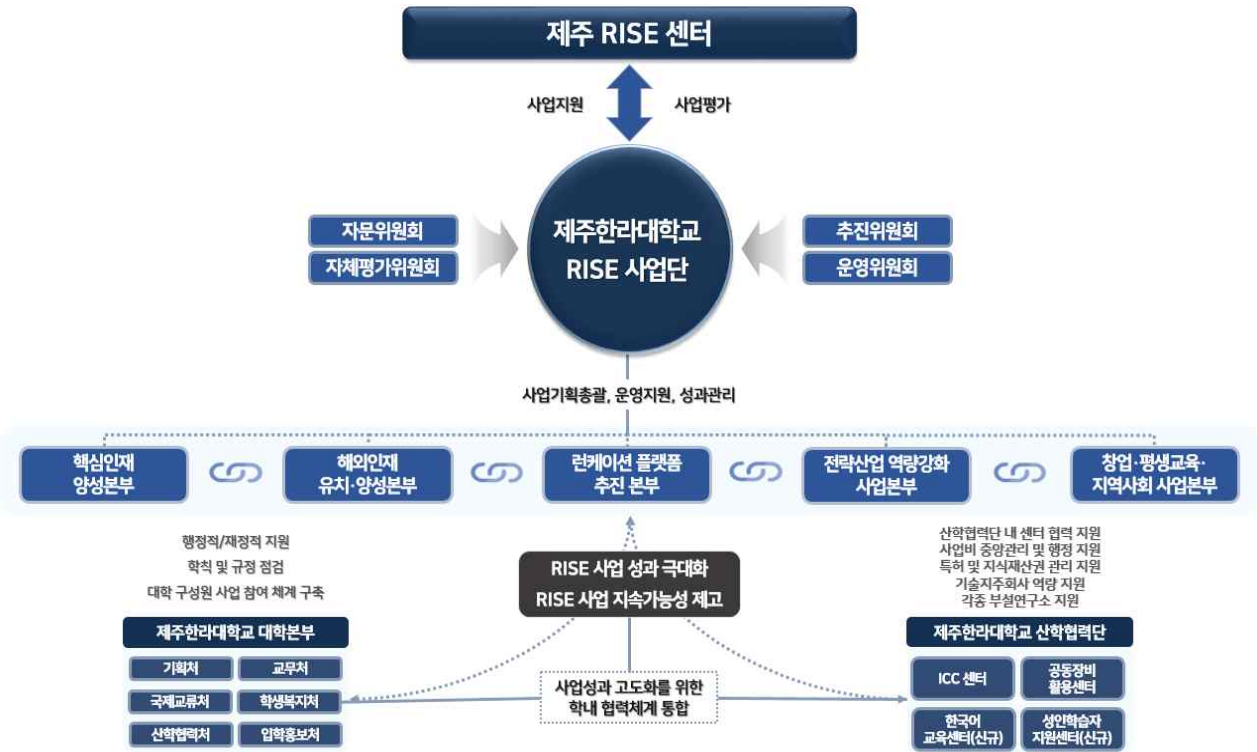 제주 RISE 센터
사업지원
사업평가
자문위원회
자체평가위원회
제주한라대학교
RISE 사업단
추진위원회
운영위원회
사업기획총괄, 운영지원, 성과관리
핵심인재
양성본부
해외인재
유치·양성본부
런케이션 플랫폼
추진 본부
전략산업 역량강화
사업본부
창업·평생교육·
지역사회 사업본부
행정적/재정적 지원
학칙 및 규정 점검
대학 구성원 사업 참여 체계 구축
제주한라대학교 대학본부
기획처
교무처
국제교류처
학생복지처
산학협력처
입학홍보처
RISE 사업 성과 극대화
RISE 사업 지속가능성 제고
사업성과 고도화를 위한
학내 협력체계 통합
산학협력단 내 센터 협력 지원
사업비 중앙관리 및 행정 지원
특허 및 지식재산권 관리 지원
기술지주회사 역량 지원
각종 부설연구소 지원
제주한라대학교 산학협력단
ICC 센터
공동장비
활용센터
한국어
교육센터(신규)
성인학습자
지원센터(신규)